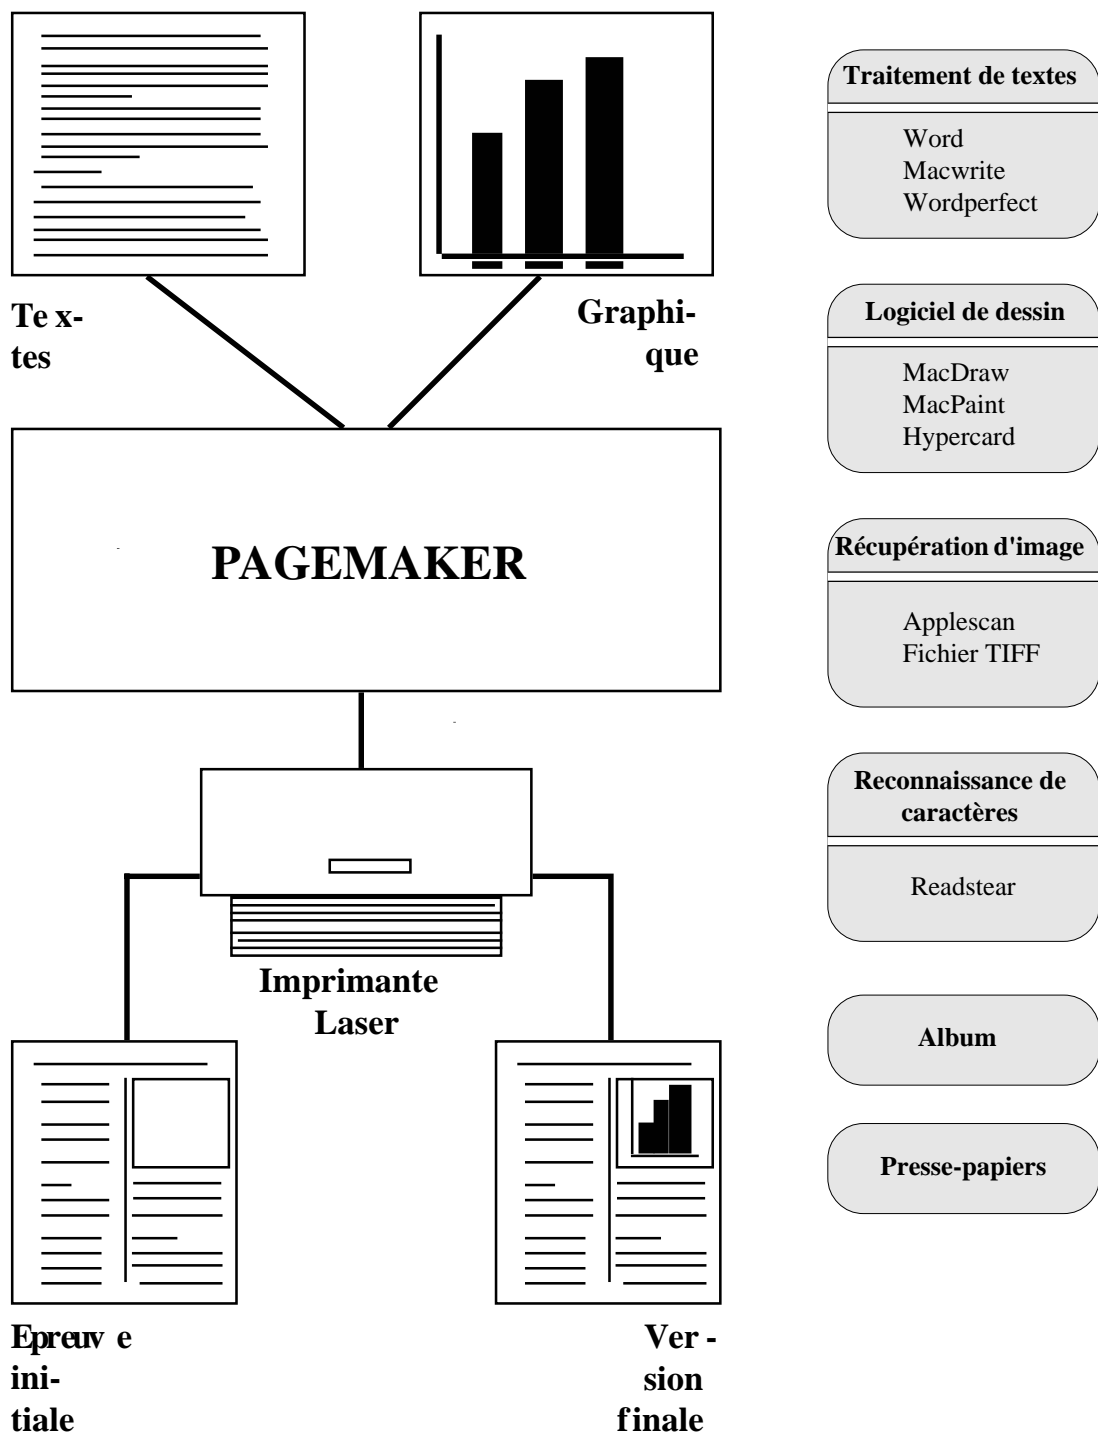 Te x-
tes
Graphi-
que
PAGEMAKER
Imprimante
Laser
Epreuv e
ini-
tiale
Ver -
sion
finale
Traitement de textes
Word
Macwrite
Wordperfect
Logiciel de dessin
MacDraw
MacPaint
Hypercard
Récupération d'image
Applescan
Fichier TIFF
Reconnaissance de
caractères
Readstear
Album
Presse-papiers